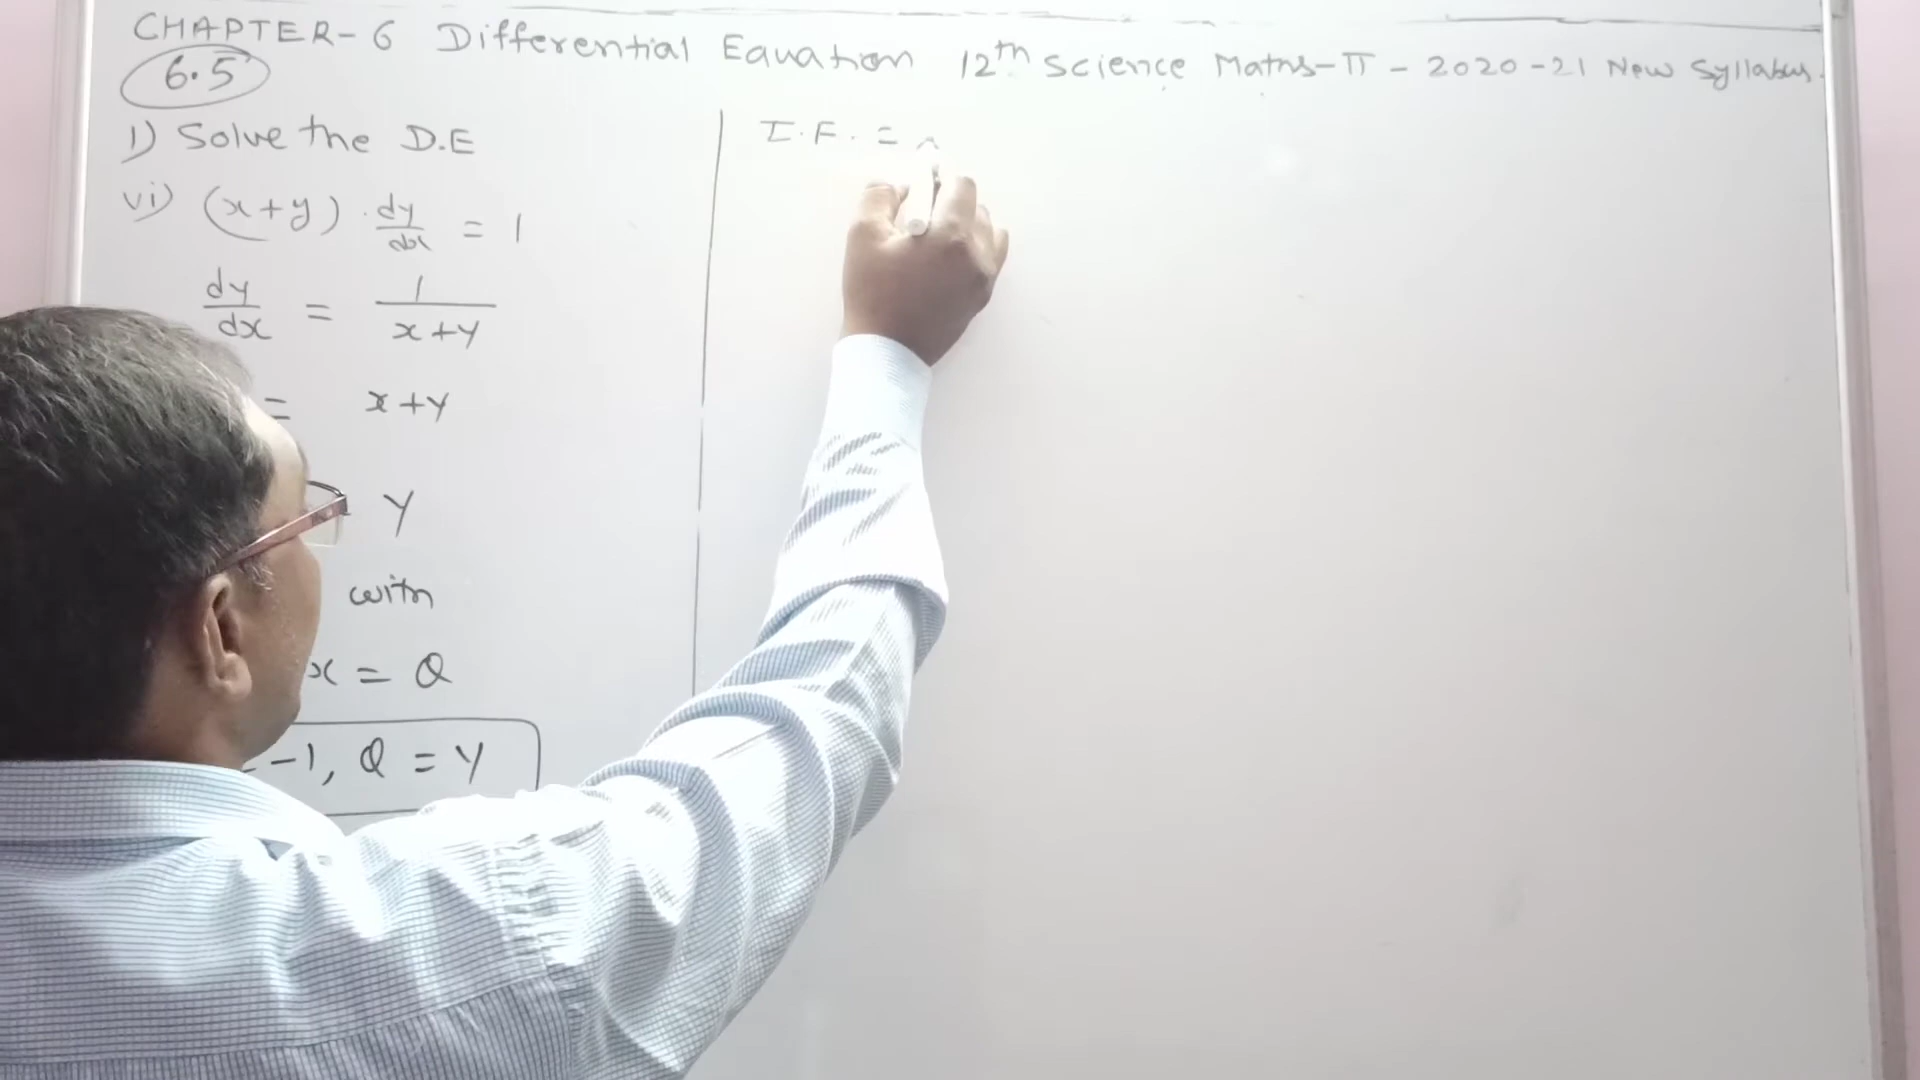 CHAPTER-6 Differential Equation 12th Science Maths-II - 2020-21 New Syllabus.
6.5
1) Solve the D.E
vi) (x+y) . dy/dx = 1
dy/dx = 1/x+y
= x+y
y
with
x = Q
= -1, Q = y
I.F. =